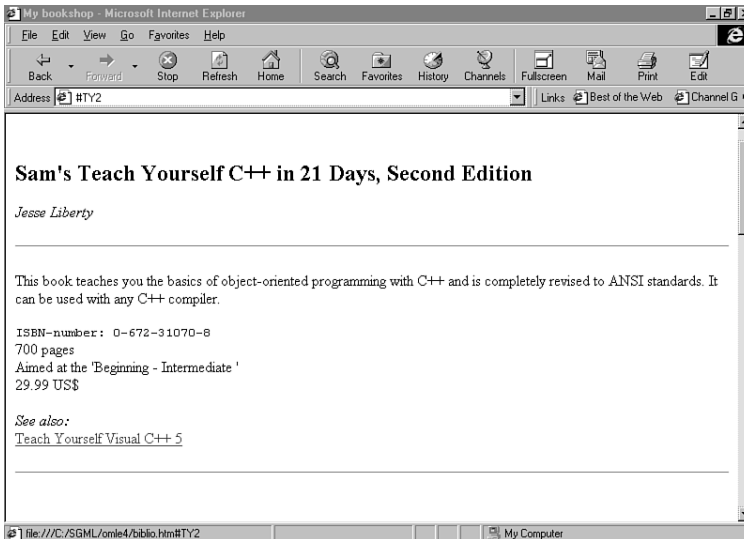 My bookshop - Microsoft Internet Explorer
File Edit View Go Favorites Help
Back Forward Stop Refresh Home Search Favorites History Channels Fullscreen Mail Print Edit
Address #TY2 Links Best of the Web Channel G
Sam's Teach Yourself C++ in 21 Days, Second Edition
Jesse Liberty
This book teaches you the basics of object-oriented programming with C++ and is completely revised to ANSI standards. It
can be used with any C++ compiler.
ISBN-number: 0-672-31070-8
700 pages
Aimed at the 'Beginning - Intermediate '
29.99 US$
See also:
Teach Yourself Visual C++ 5
file:///C:/SGML/omle4/biblio.htm#TY2 My Computer